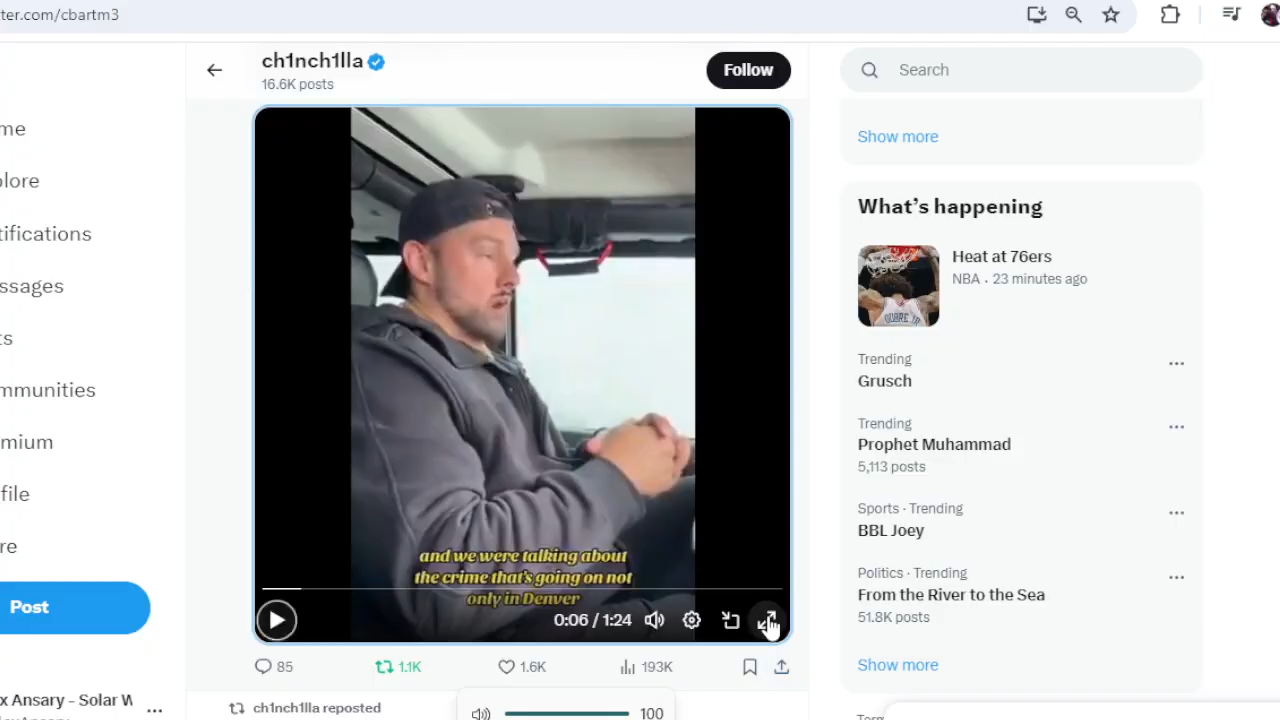 ter.com/cbartm3
ch1nch1lla
16.6K posts
Follow
Search
me
plore
tifications
ssages
ts
mmunities
emium
file
re
Post
x Ansary - Solar W
and we were talking about
the crime that's going on not
only in Denver
0:06 / 1:24
85
1.1K
1.6K
193K
ch1nch1lla reposted
100
Show more
What's happening
Heat at 76ers
NBA · 23 minutes ago
Trending
Grusch
Trending
Prophet Muhammad
5,113 posts
Sports · Trending
BBL Joey
Politics · Trending
From the River to the Sea
51.8K posts
Show more